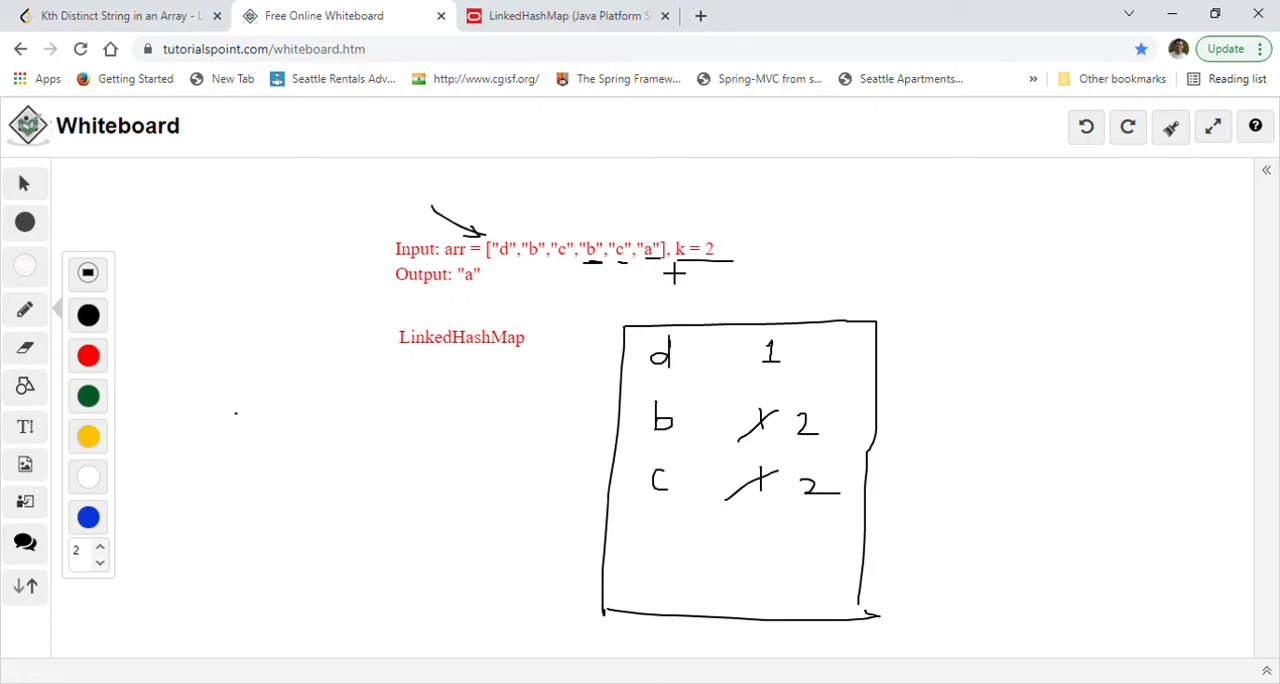 Kth Distinct String in an Array - L
Free Online Whiteboard
LinkedHashMap (Java Platform S
tutorialspoint.com/whiteboard.htm
Update
Apps
Getting Started
New Tab
Seattle Rentals Adv...
http://www.cgisf.org/
The Spring Framew...
Spring-MVC from s...
Seattle Apartments...
»
Other bookmarks
Reading list
Whiteboard
Input: arr = ["d","b","c","b","c","a"], k = 2
Output: "a"
LinkedHashMap
d 1
b 1 2
c 1 2
2